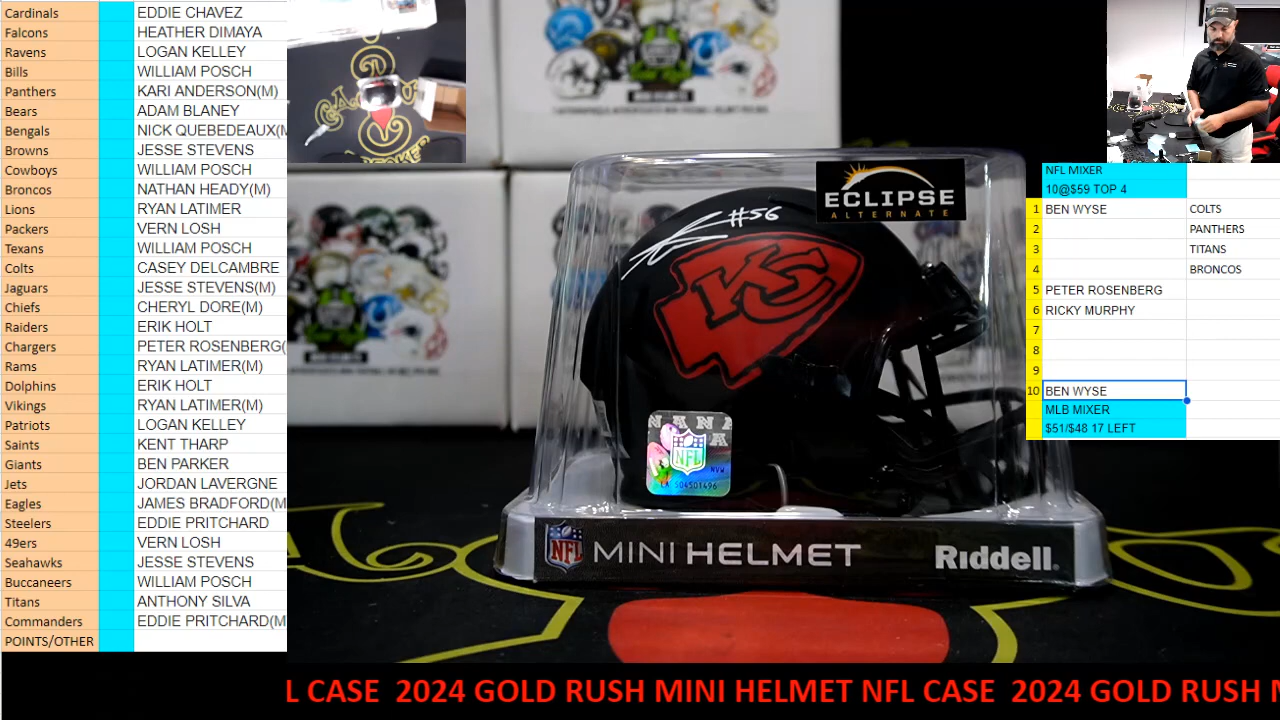 Cardinals EDDIE CHAVEZ
Falcons HEATHER DIMAYA
Ravens LOGAN KELLEY
Bills WILLIAM POSCH
Panthers KARI ANDERSON(M)
Bears ADAM BLANEY
Bengals NICK QUEBEDEAUX(M
Browns JESSE STEVENS
Cowboys WILLIAM POSCH
Broncos NATHAN HEADY(M)
Lions RYAN LATIMER
Packers VERN LOSH
Texans WILLIAM POSCH
Colts CASEY DELCAMBRE
Jaguars JESSE STEVENS(M)
Chiefs CHERYL DORE(M)
Raiders ERIK HOLT
Chargers PETER ROSENBERG(
Rams RYAN LATIMER(M)
Dolphins ERIK HOLT
Vikings RYAN LATIMER(M)
Patriots LOGAN KELLEY
Saints KENT THARP
Giants BEN PARKER
Jets JORDAN LAVERGNE
Eagles JAMES BRADFORD(M
Steelers EDDIE PRITCHARD
49ers VERN LOSH
Seahawks JESSE STEVENS
Buccaneers WILLIAM POSCH
Titans ANTHONY SILVA
Commanders EDDIE PRITCHARD(M
POINTS/OTHER
ECLIPSE
ALTERNATE
#56
KC
NFL
NFL MINI HELMET Riddell
NFL MIXER
10@$59 TOP 4
1 BEN WYSE COLTS
2 PANTHERS
3 TITANS
4 BRONCOS
5 PETER ROSENBERG
6 RICKY MURPHY
7
8
9
10 BEN WYSE
MLB MIXER
$51/$48 17 LEFT
L CASE 2024 GOLD RUSH MINI HELMET NFL CASE 2024 GOLD RUSH